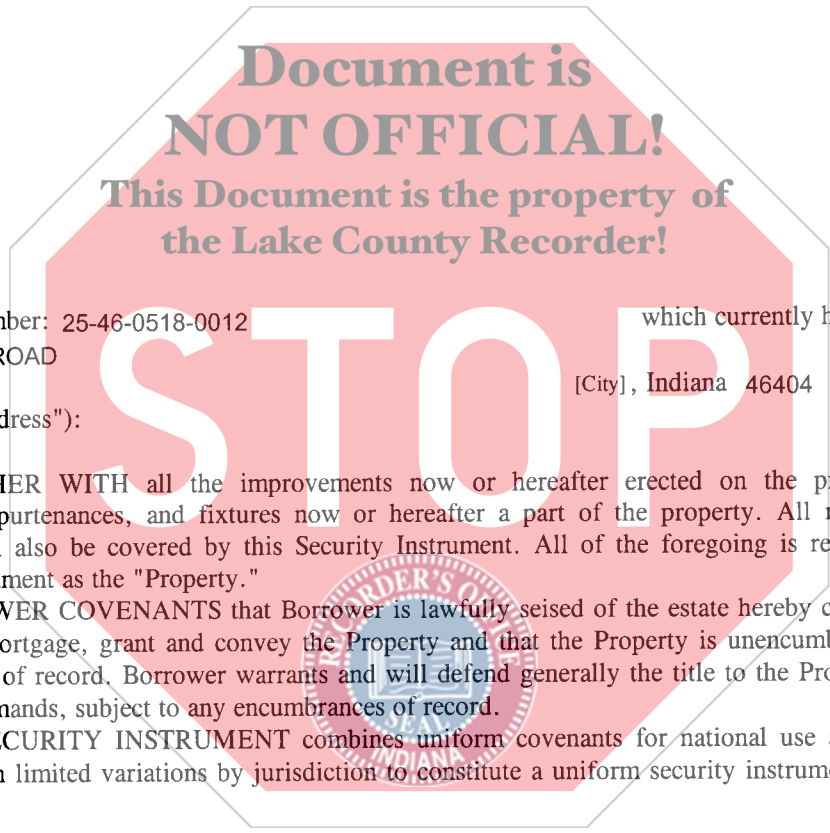 Document is
NOT OFFICIAL!
This Document is the property of
the Lake County Recorder!
STOP
nber: 25-46-0518-0012 which currently h
ROAD
[City], Indiana 46404
dress"):
HER WITH all the improvements now or hereafter erected on the p
purtenances, and fixtures now or hereafter a part of the property. All
also be covered by this Security Instrument. All of the foregoing is re
ment as the "Property."
WER COVENANTS that Borrower is lawfully seised of the estate hereby c
ortgage, grant and convey the Property and that the Property is unencumb
of record. Borrower warrants and will defend generally the title to the Pro
mands, subject to any encumbrances of record.
ECURITY INSTRUMENT combines uniform covenants for national use
limited variations by jurisdiction to constitute a uniform security instrume
RECORDER'S OFFICE
SEAL
INDIANA